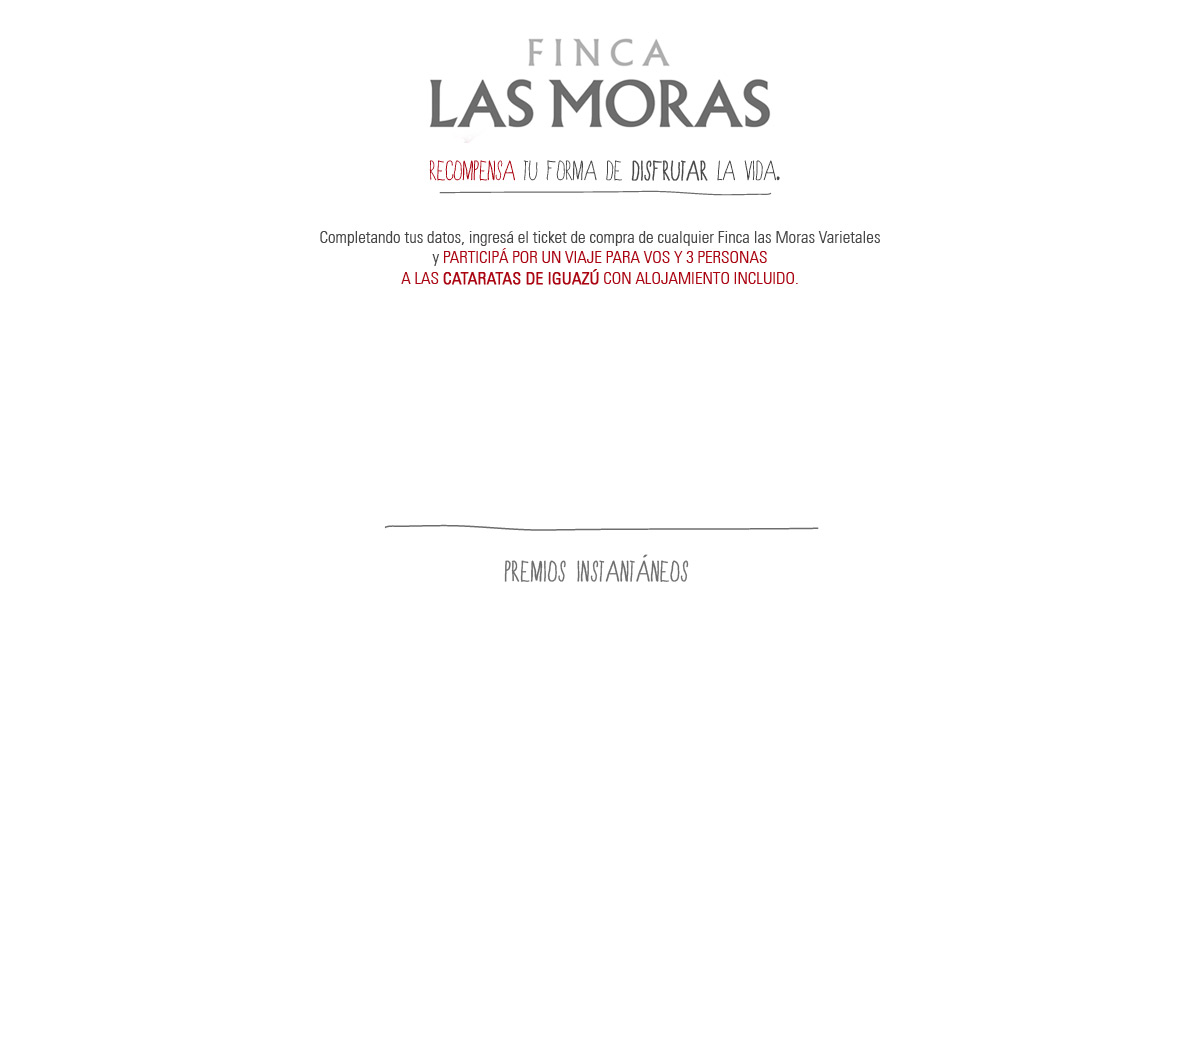 FINCA
LAS MORAS
RECOMPENSA TU FORMA DE DISFRUTAR LA VIDA.
Completando tus datos, ingresá el ticket de compra de cualquier Finca las Moras Varietales
y PARTICIPÁ POR UN VIAJE PARA VOS Y 3 PERSONAS
A LAS CATARATAS DE IGUAZÚ CON ALOJAMIENTO INCLUIDO.
PREMIOS INSTANTÁNEOS